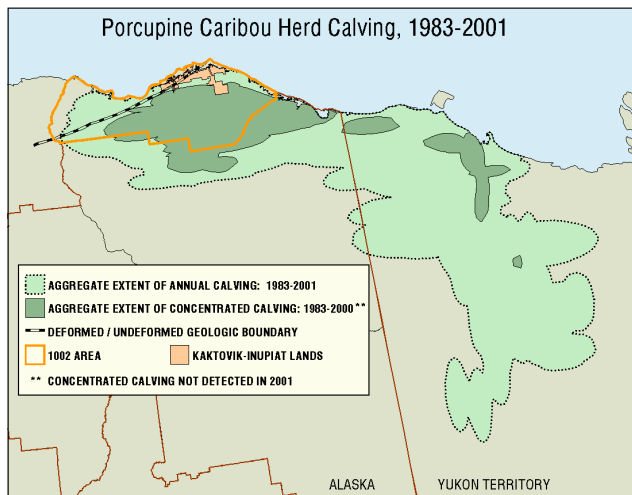 Porcupine Caribou Herd Calving, 1983-2001
AGGREGATE EXTENT OF ANNUAL CALVING: 1983-2001
AGGREGATE EXTENT OF CONCENTRATED CALVING: 1983-2000 **
DEFORMED / UNDEFORMED GEOLOGIC BOUNDARY
1002 AREA
KAKTOVIK-INUPIAT LANDS
** CONCENTRATED CALVING NOT DETECTED IN 2001
ALASKA
YUKON TERRITORY